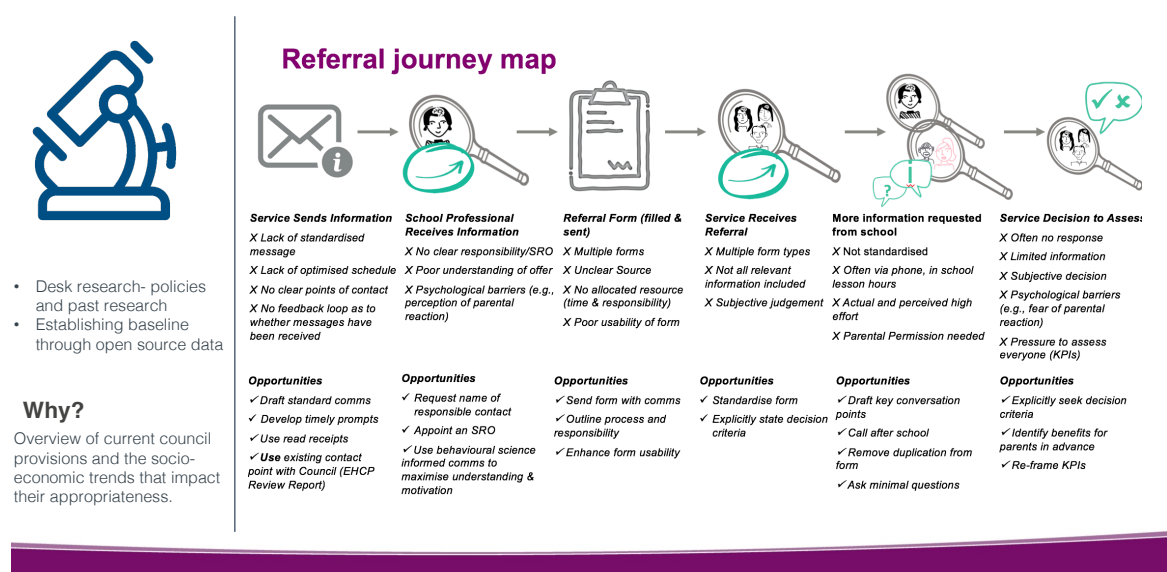 Referral journey map
i
?
!
Service Sends Information
X Lack of standardised
message
X Lack of optimised schedule
X No clear points of contact
X No feedback loop as to
whether messages have
been received
Opportunities
✓ Draft standard comms
✓ Develop timely prompts
✓ Use read receipts
✓ Use existing contact
point with Council (EHCP
Review Report)
School Professional
Receives Information
X No clear responsibility/SRO
X Poor understanding of offer
X Psychological barriers (e.g.,
perception of parental
reaction)
Opportunities
✓ Request name of
responsible contact
✓ Appoint an SRO
✓ Use behavioural science
informed comms to
maximise understanding &
motivation
Referral Form (filled &
sent)
X Multiple forms
X Unclear Source
X No allocated resource
(time & responsibility)
X Poor usability of form
Opportunities
✓ Send form with comms
✓ Outline process and
responsibility
✓ Enhance form usability
Service Receives
Referral
X Multiple form types
X Not all relevant
information included
X Subjective judgement
Opportunities
✓ Standardise form
✓ Explicitly state decision
criteria
More information requested
from school
X Not standardised
X Often via phone, in school
lesson hours
X Actual and perceived high
effort
X Parental Permission needed
Opportunities
✓ Draft key conversation
points
✓ Call after school
✓ Remove duplication from
form
✓ Ask minimal questions
Service Decision to Assess
X Often no response
X Limited information
X Subjective decision
X Psychological barriers
(e.g., fear of parental
reaction)
X Pressure to assess
everyone (KPIs)
Opportunities
✓ Explicitly seek decision
criteria
✓ Identify benefits for
parents in advance
✓ Re-frame KPIs
• Desk research- policies
and past research
• Establishing baseline
through open source data
Why?
Overview of current council
provisions and the socio-
economic trends that impact
their appropriateness.